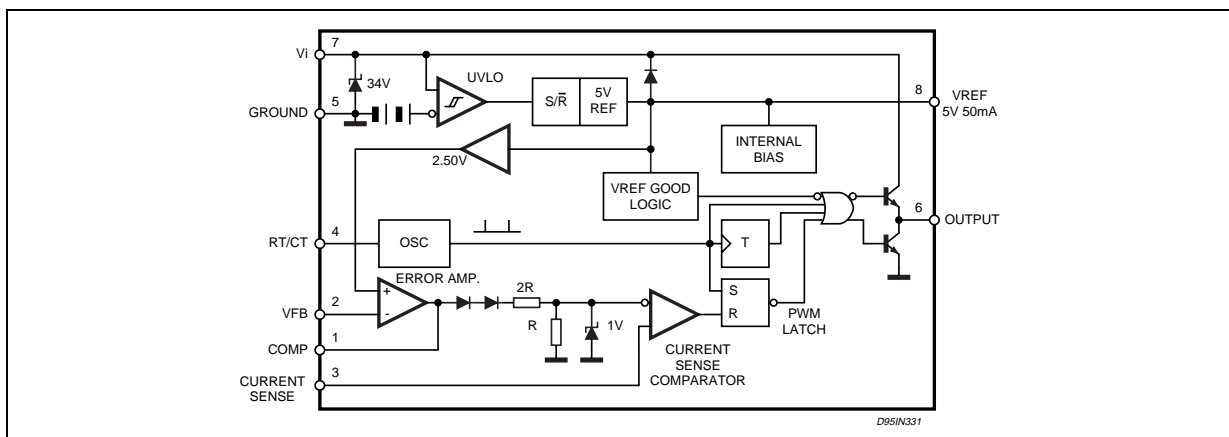 7
Vi
34V
UVLO
5
GROUND
S/R̅
5V
REF
8
VREF
5V 50mA
INTERNAL
BIAS
2.50V
VREF GOOD
LOGIC
6
OUTPUT
4
RT/CT
OSC
T
ERROR AMP.
+
-
2
VFB
2R
R
1V
S
R
PWM
LATCH
1
COMP
CURRENT
SENSE
COMPARATOR
3
CURRENT
SENSE
D95IN331